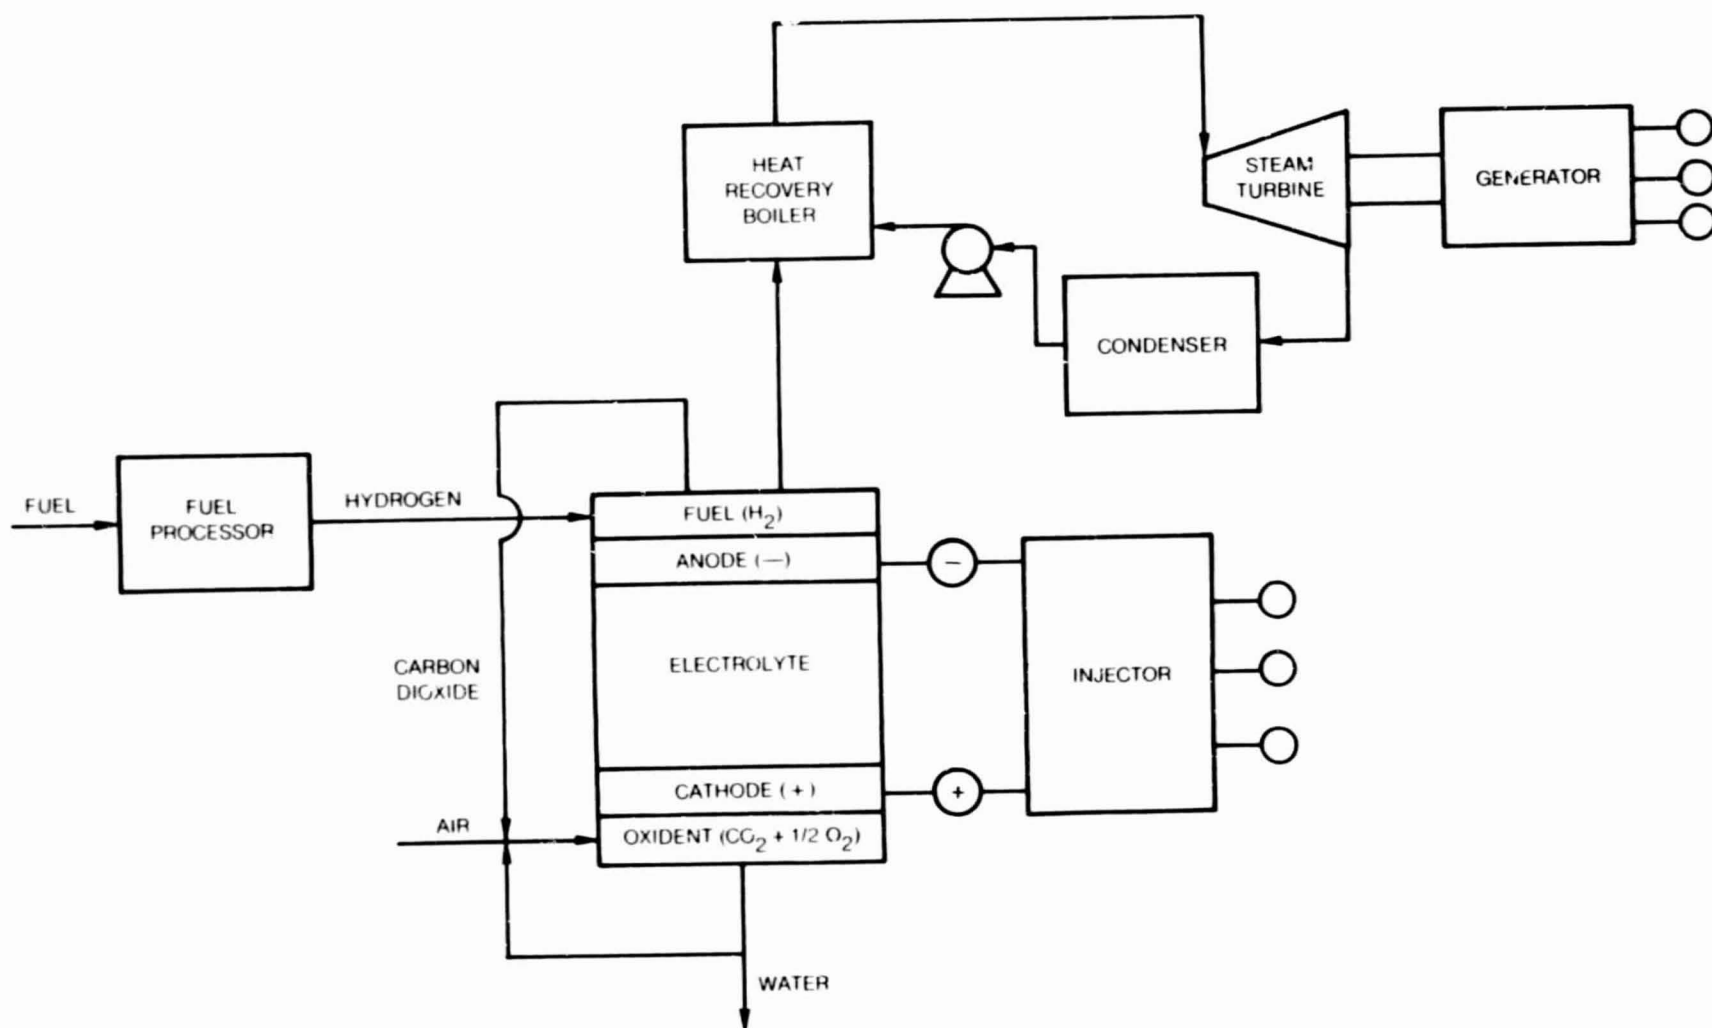 HEAT
RECOVERY
BOILER
STEAM
TURBINE
GENERATOR
CONDENSER
FUEL
FUEL
PROCESSOR
HYDROGEN
FUEL (H2)
ANODE (—)
−
ELECTROLYTE
CARBON
DIOXIDE
INJECTOR
CATHODE (+)
+
AIR
OXIDENT (CO2 + 1/2 O2)
WATER